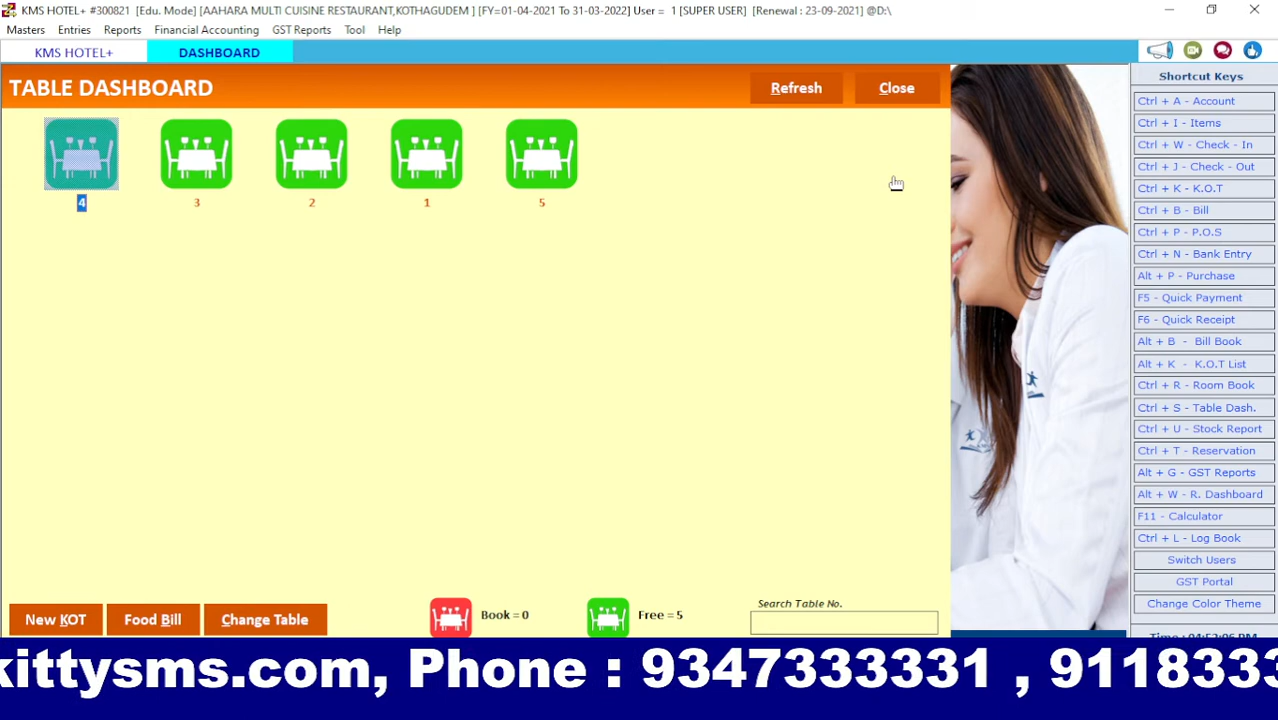 KMS HOTEL+ #300821 [Edu. Mode] [AAHARA MULTI CUISINE RESTAURANT,KOTHAGUDEM ] [FY=01-04-2021 To 31-03-2022] User = 1 [SUPER USER] [Renewal : 23-09-2021] @D:\
Masters Entries Reports Financial Accounting GST Reports Tool Help
KMS HOTEL+ DASHBOARD
TABLE DASHBOARD Refresh Close
4 3 2 1 5
New KOT Food Bill Change Table Book = 0 Free = 5 Search Table No.
Shortcut Keys
Ctrl + A - Account
Ctrl + I - Items
Ctrl + W - Check - In
Ctrl + J - Check - Out
Ctrl + K - K.O.T
Ctrl + B - Bill
Ctrl + P - P.O.S
Ctrl + N - Bank Entry
Alt + P - Purchase
F5 - Quick Payment
F6 - Quick Receipt
Alt + B - Bill Book
Alt + K - K.O.T List
Ctrl + R - Room Book
Ctrl + S - Table Dash.
Ctrl + U - Stock Report
Ctrl + T - Reservation
Alt + G - GST Reports
Alt + W - R. Dashboard
F11 - Calculator
Ctrl + L - Log Book
Switch Users
GST Portal
Change Color Theme
kittysms.com, Phone : 9347333331 , 9118333